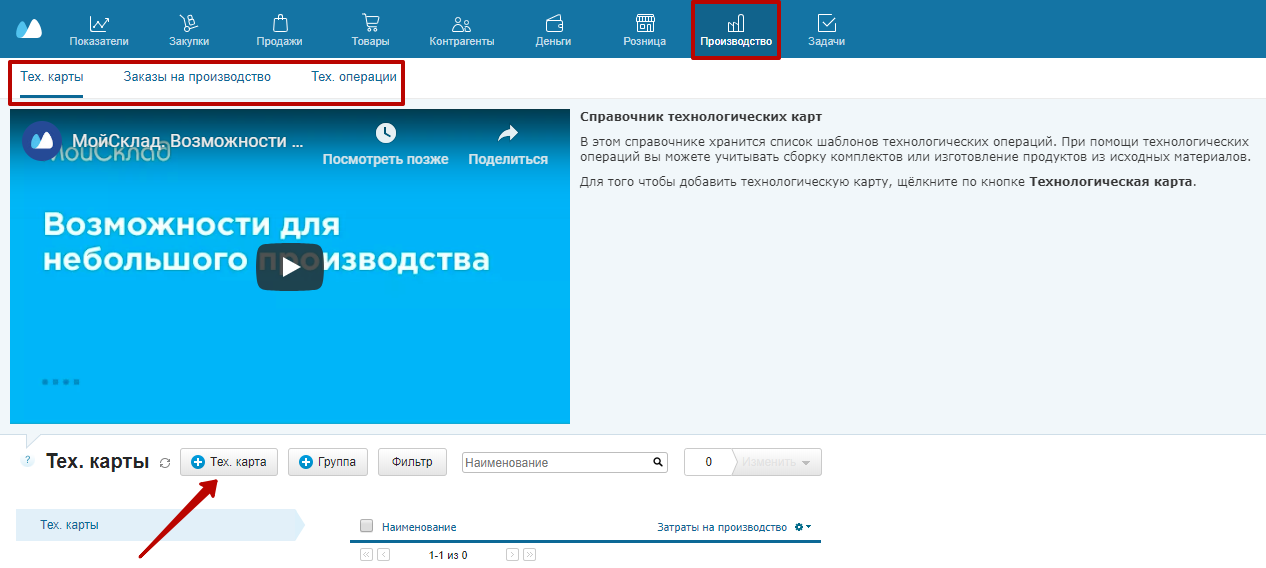 Показатели
Закупки
Продажи
Товары
Контрагенты
Деньги
Розница
Производство
Задачи
Тех. карты
Заказы на производство
Тех. операции
МойСклад. Возможности ...
МойСклад
Посмотреть позже
Поделиться
Возможности для
небольшого производства
Справочник технологических карт
В этом справочнике хранится список шаблонов технологических операций. При помощи технологических
операций вы можете учитывать сборку комплектов или изготовление продуктов из исходных материалов.
Для того чтобы добавить технологическую карту, щёлкните по кнопке Технологическая карта.
?
Тех. карты
Тех. карта
Группа
Фильтр
Наименование
0
Изменить
Тех. карты
Наименование
Затраты на производство
1-1 из 0